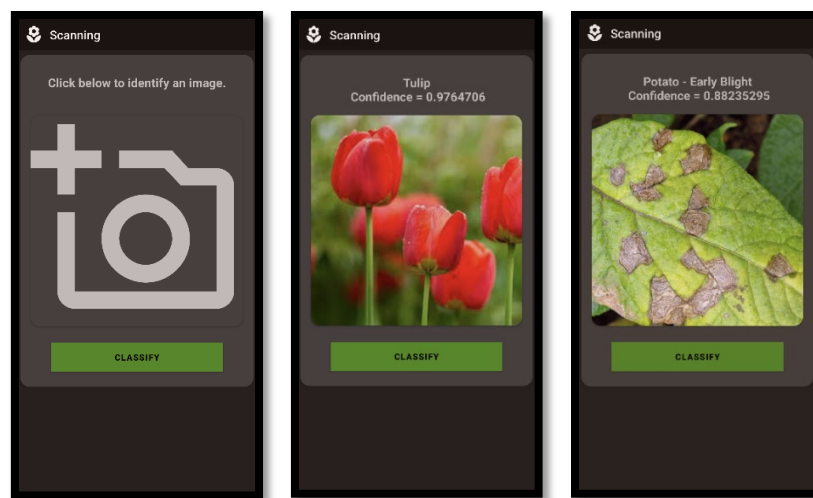 Scanning
Click below to identify an image.
CLASSIFY
Scanning
Tulip
Confidence = 0.9764706
CLASSIFY
Scanning
Potato - Early Blight
Confidence = 0.88235295
CLASSIFY